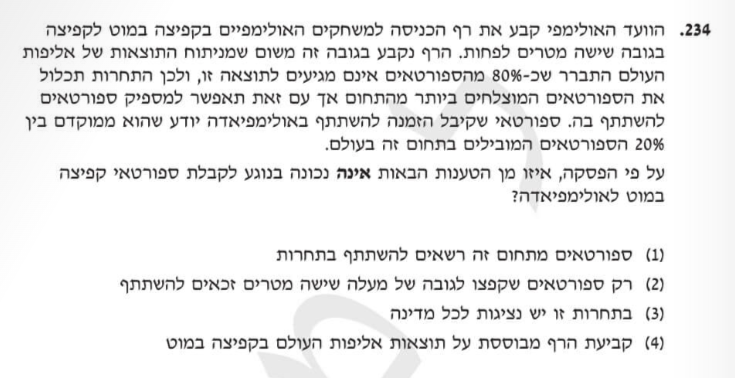 234. הוועד האולימפי קבע את רף הכניסה למשחקים האולימפיים בקפיצה במוט לקפיצה
בגובה שישה מטרים לפחות. הרף נקבע בגובה זה משום שמניתוח התוצאות של אליפות
העולם התברר שכ-80% מהספורטאים אינם מגיעים לתוצאה זו, ולכן התחרות תכלול
את הספורטאים המוצלחים ביותר מהתחום אך עם זאת תאפשר למספיק ספורטאים
להשתתף בה. ספורטאי שקיבל הזמנה להשתתף באולימפיאדה יודע שהוא ממוקדם בין
20% הספורטאים המובילים בתחום זה בעולם.
על פי הפסקה, איזו מן הטענות הבאות אינה נכונה בנוגע לקבלת ספורטאי קפיצה
במוט לאולימפיאדה?
(1) ספורטאים מתחום זה רשאים להשתתף בתחרות
(2) רק ספורטאים שקפצו לגובה של מעלה שישה מטרים זכאים להשתתף
(3) בתחרות זו יש נציגות לכל מדינה
(4) קביעת הרף מבוססת על תוצאות אליפות העולם בקפיצה במוט